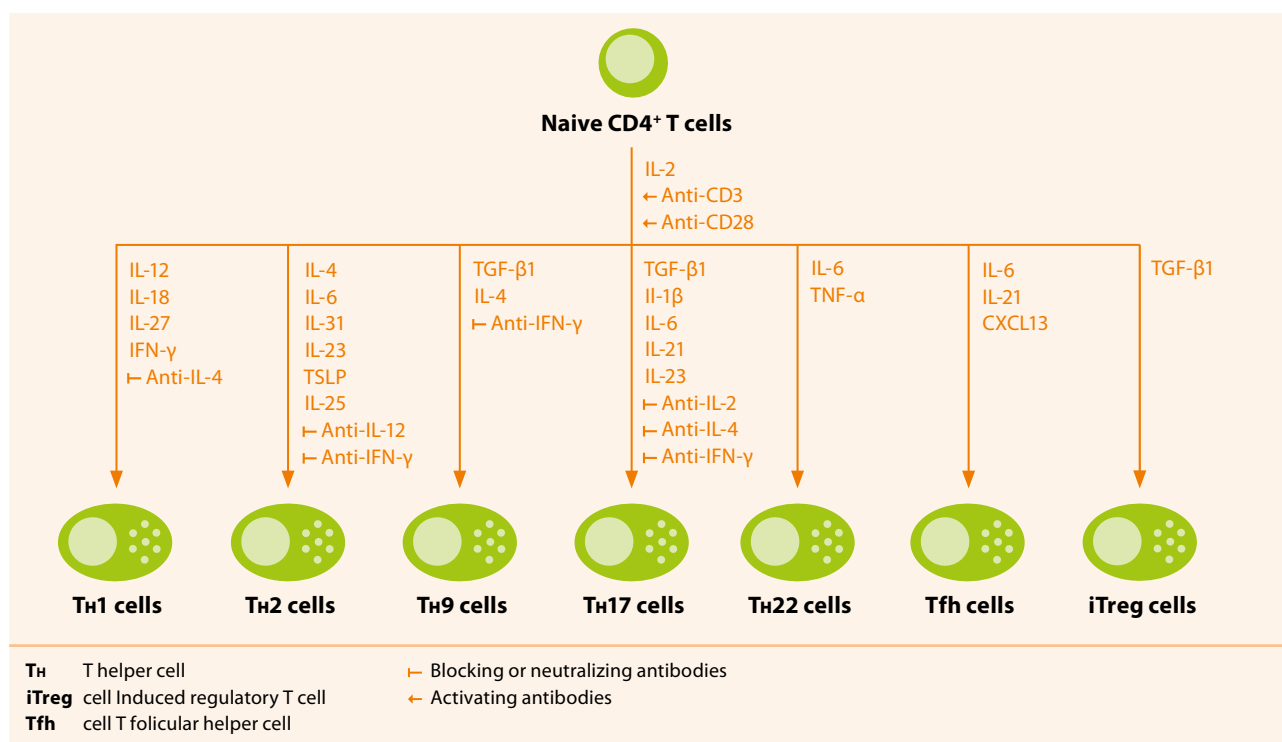 Naive CD4⁺ T cells
IL-2
← Anti-CD3
← Anti-CD28
IL-12
IL-18
IL-27
IFN-γ
⊢ Anti-IL-4
IL-4
IL-6
IL-31
IL-23
TSLP
IL-25
⊢ Anti-IL-12
⊢ Anti-IFN-γ
TGF-β1
IL-4
⊢ Anti-IFN-γ
TGF-β1
Il-1β
IL-6
IL-21
IL-23
⊢ Anti-IL-2
⊢ Anti-IL-4
⊢ Anti-IFN-γ
IL-6
TNF-α
IL-6
IL-21
CXCL13
TGF-β1
TH1 cells
TH2 cells
TH9 cells
TH17 cells
TH22 cells
Tfh cells
iTreg cells
TH T helper cell
iTreg cell Induced regulatory T cell
Tfh cell T folicular helper cell
⊢ Blocking or neutralizing antibodies
← Activating antibodies